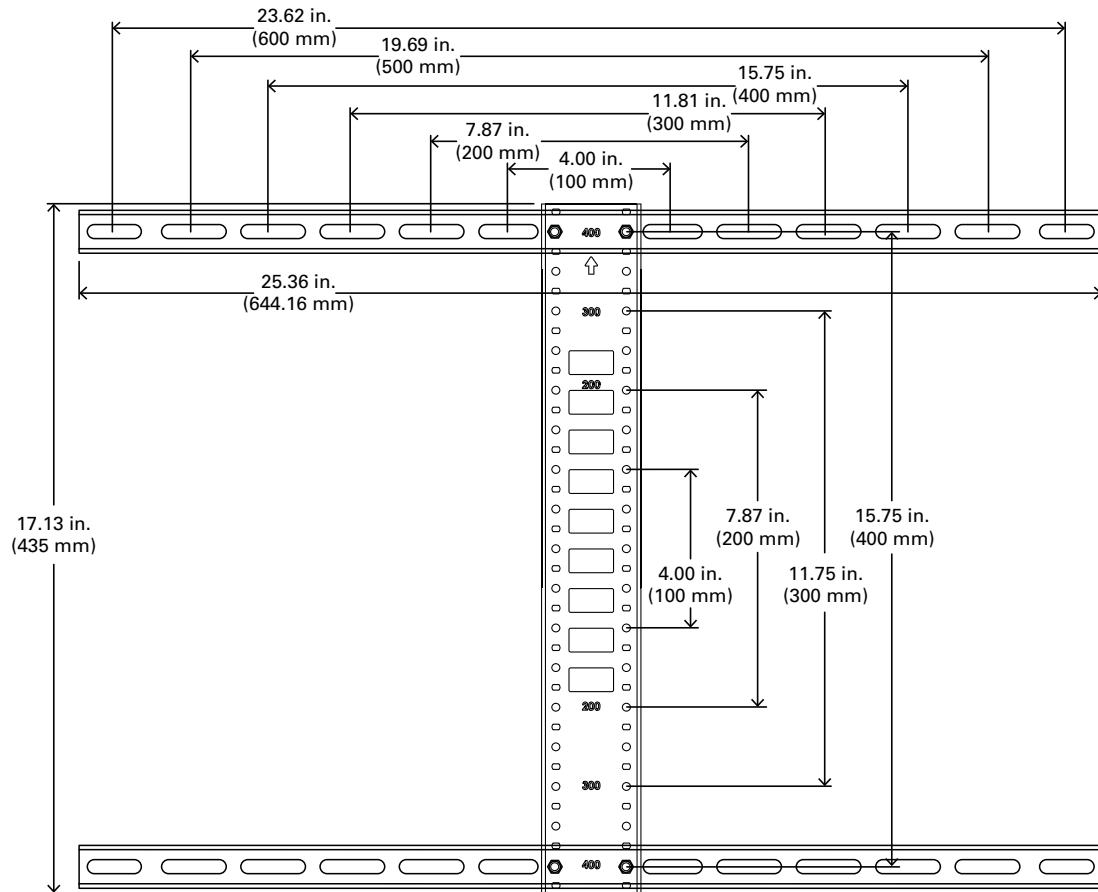 23.62 in.
(600 mm)
19.69 in.
(500 mm)
15.75 in.
(400 mm)
11.81 in.
(300 mm)
7.87 in.
(200 mm)
4.00 in.
(100 mm)
400
25.36 in.
(644.16 mm)
300
200
17.13 in.
(435 mm)
7.87 in.
(200 mm)
15.75 in.
(400 mm)
4.00 in.
(100 mm)
11.75 in.
(300 mm)
200
300
400